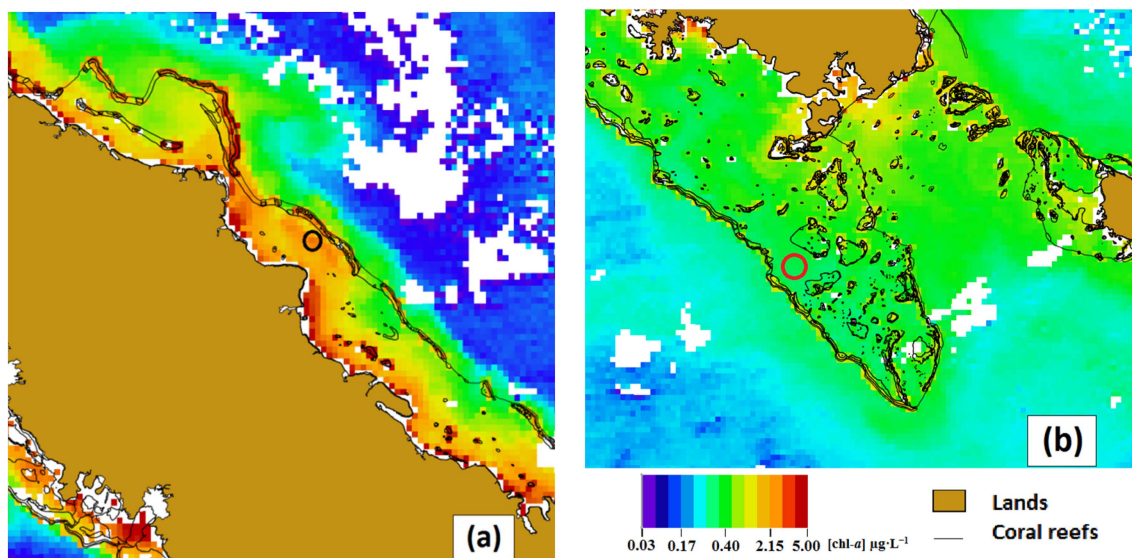 (a)
(b)
0.03 0.17 0.40 2.15 5.00 [chl-a] µg·L⁻¹
Lands
Coral reefs